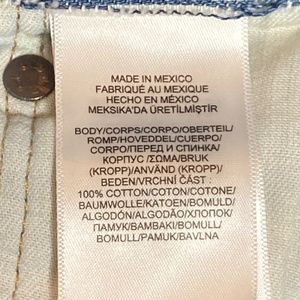 MADE IN MEXICO
FABRIQUÉ AU MEXIQUE
HECHO EN MÉXICO
MEKSIKA'DA ÜRETİLMİŞTİR
BODY/CORPS/CORPO/OBERTEIL/
ROMP/HOVEDDEL/CUERPO/
CORPO/ПЕРЕД И СПИНКА/
КОРПУС /ΣΩΜΑ/BRUK
(KROPP)/ANVÄND (KROPP)/
BEDEN/VRCHNÍ ČÁST :
100% COTTON/COTON/COTONE/
BAUMWOLLE/KATOEN/BOMULD/
ALGODÓN/ALGODÃO/ХЛОПОК/
ПАМУК/ΒΑΜΒΑΚΙ/BOMULL/
BOMULL/PAMUK/BAVLNA